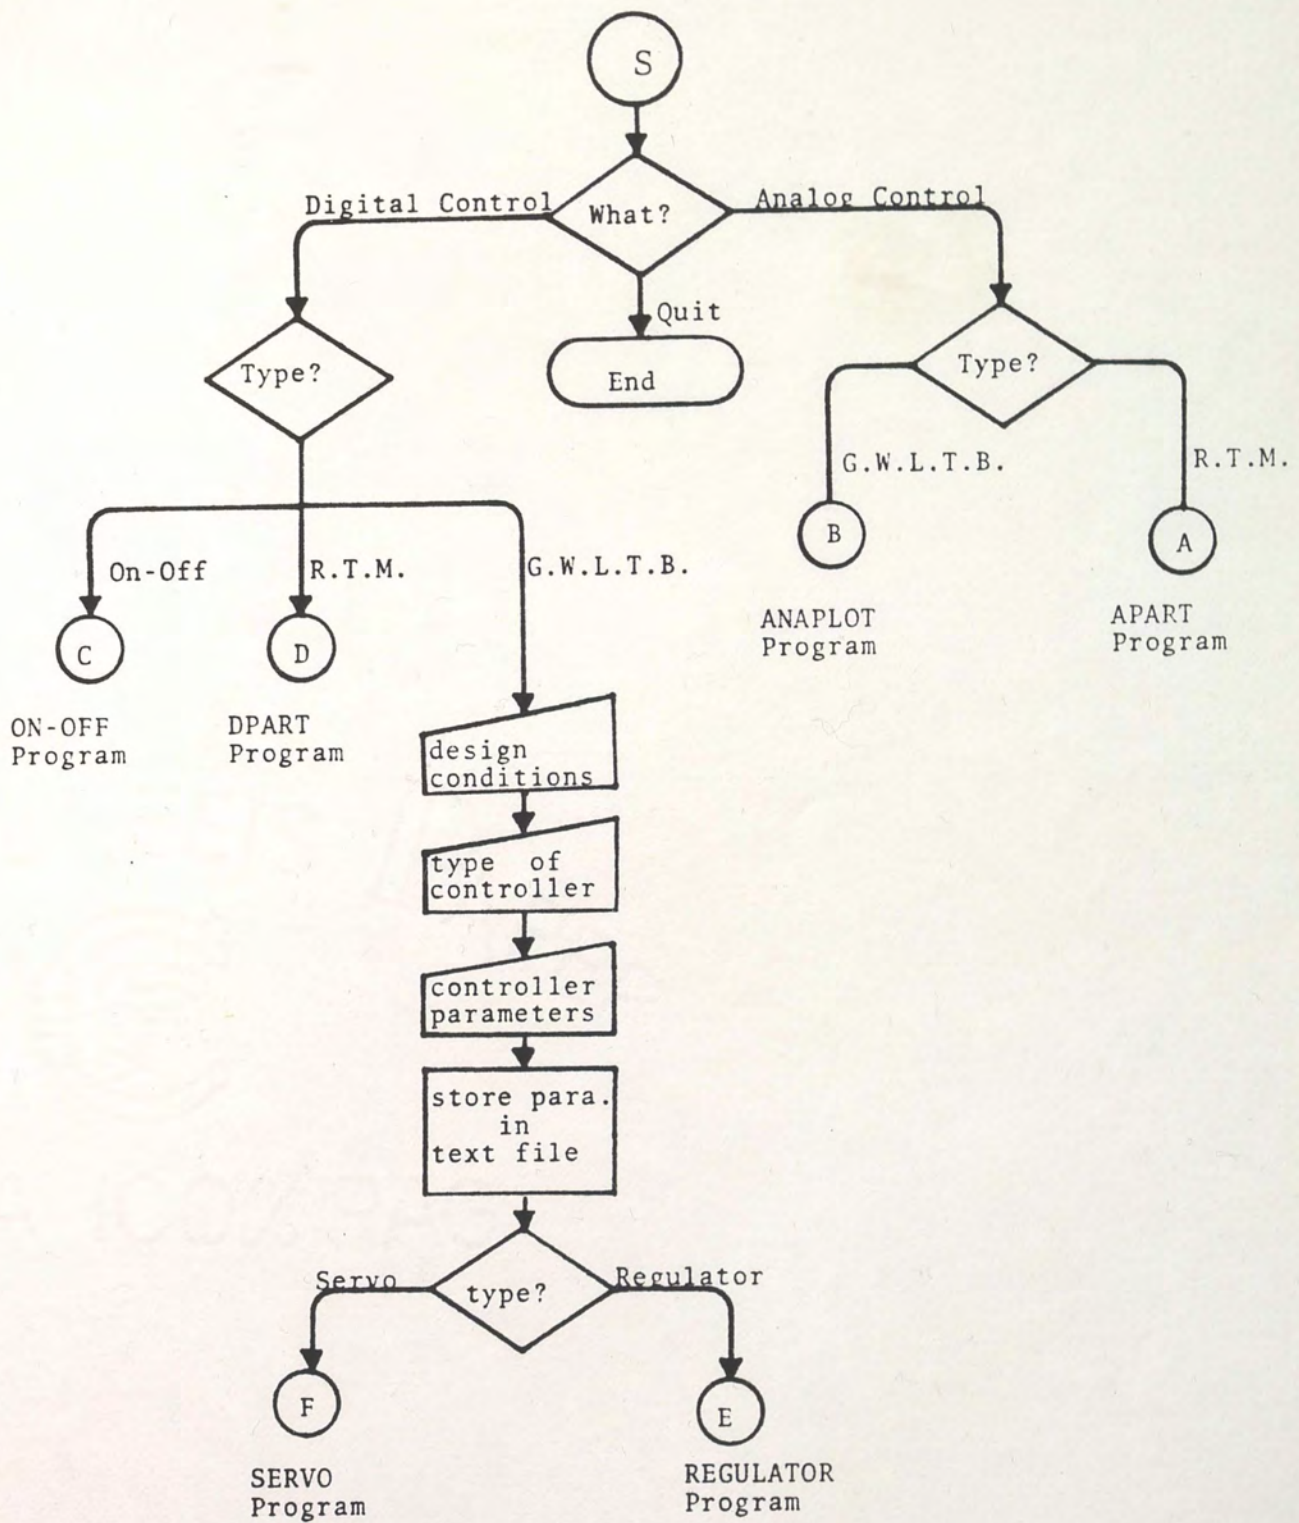 S
Digital Control
What?
Analog Control
Quit
End
Type?
Type?
G.W.L.T.B.
R.T.M.
B
A
ANAPLOT
Program
APART
Program
On-Off
R.T.M.
G.W.L.T.B.
C
D
ON-OFF
Program
DPART
Program
design
conditions
type of
controller
controller
parameters
store para.
in
text file
Servo
type?
Regulator
F
E
SERVO
Program
REGULATOR
Program